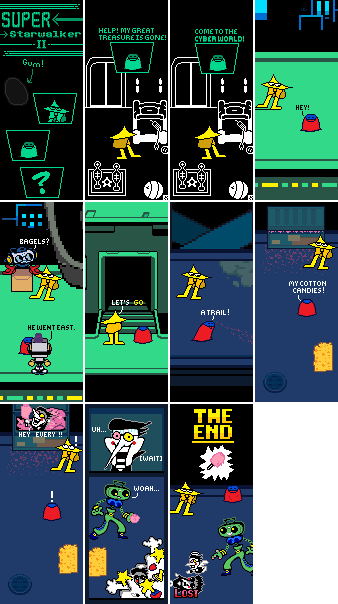 SUPER
Starwalker
II
Gum!
?
HELP! MY GREAT
TREASURE IS GONE!
COME TO THE
CYBER WORLD!
HEY!
BAGELS?
HE WENT EAST.
LET'S GO
A TRAIL!
MY COTTON
CANDIES!
HEY EVERY !!
!
!
UH...
[WAIT]
WOAH...
THE
END
LOST